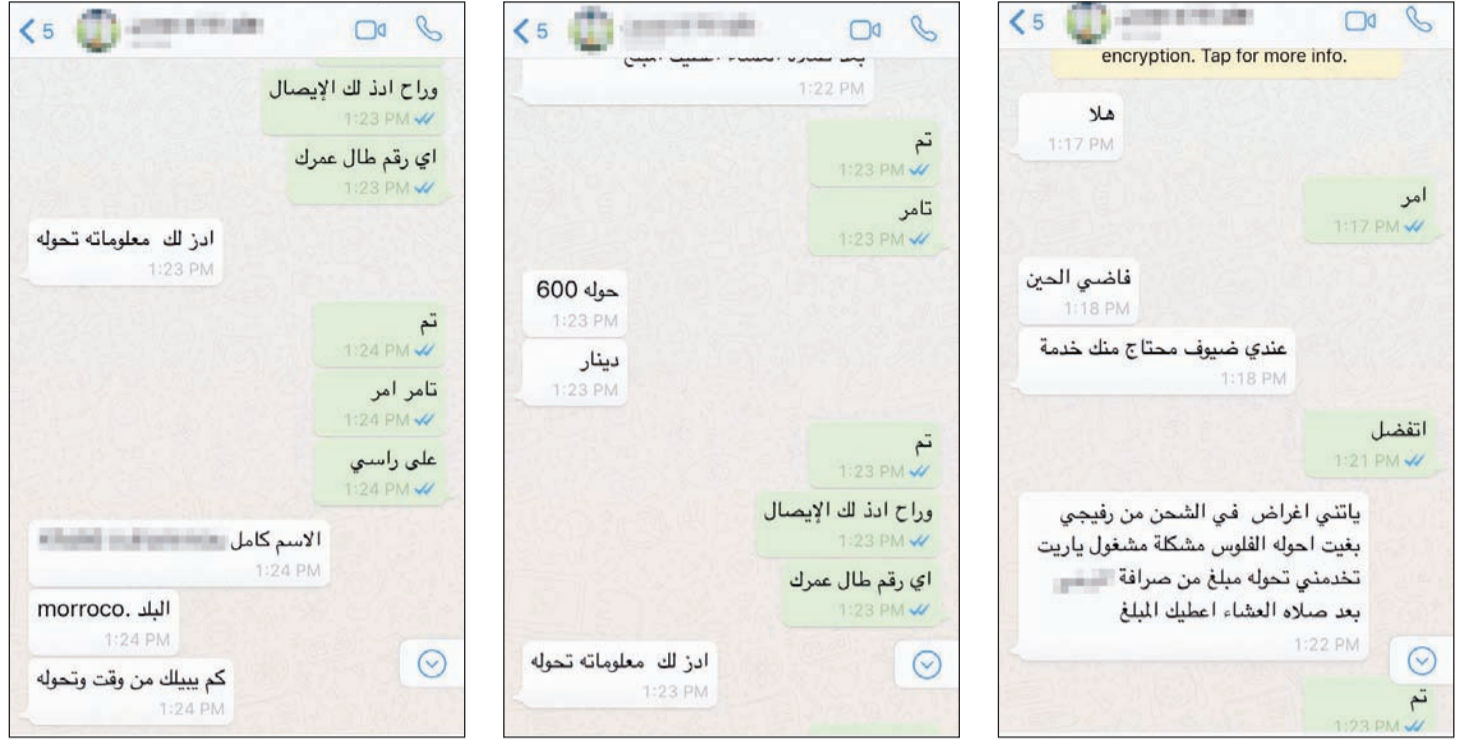 5
encryption. Tap for more info.
هلا
1:17 PM
امر
1:17 PM
فاضي الحين
1:18 PM
عندي ضيوف محتاج منك خدمة
1:18 PM
اتفضل
1:21 PM
ياتني اغراض في الشحن من رفيجي
بغيت احوله الفلوس مشكلة مشغول ياريت
تخدمني تحوله مبلغ من صرافة
بعد صلاه العشاء اعطيك المبلغ
1:22 PM
تم
1:23 PM
5
1:22 PM
تم
1:23 PM
تامر
1:23 PM
حوله 600
1:23 PM
دينار
1:23 PM
تم
1:23 PM
وراح ادذ لك الإيصال
1:23 PM
اي رقم طال عمرك
1:23 PM
ادز لك معلوماته تحوله
1:23 PM
5
وراح ادذ لك الإيصال
1:23 PM
اي رقم طال عمرك
1:23 PM
ادز لك معلوماته تحوله
1:23 PM
تم
1:24 PM
تامر امر
1:24 PM
على راسي
1:24 PM
الاسم كامل
1:24 PM
البلد .morroco
1:24 PM
كم يبيلك من وقت وتحوله
1:24 PM